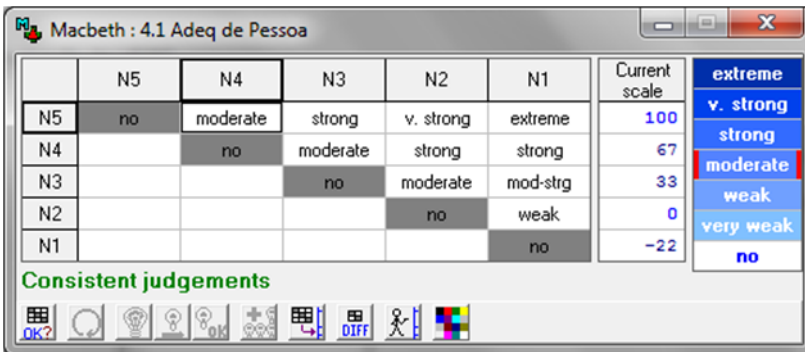 Macbeth : 4.1 Adeq de Pessoa
N5 N4 N3 N2 N1 Current scale
N5 no moderate strong v. strong extreme 100
N4 no moderate strong strong 67
N3 no moderate mod-strg 33
N2 no weak 0
N1 no -22
extreme
v. strong
strong
moderate
weak
very weak
no
Consistent judgements
OK? OK DIFF